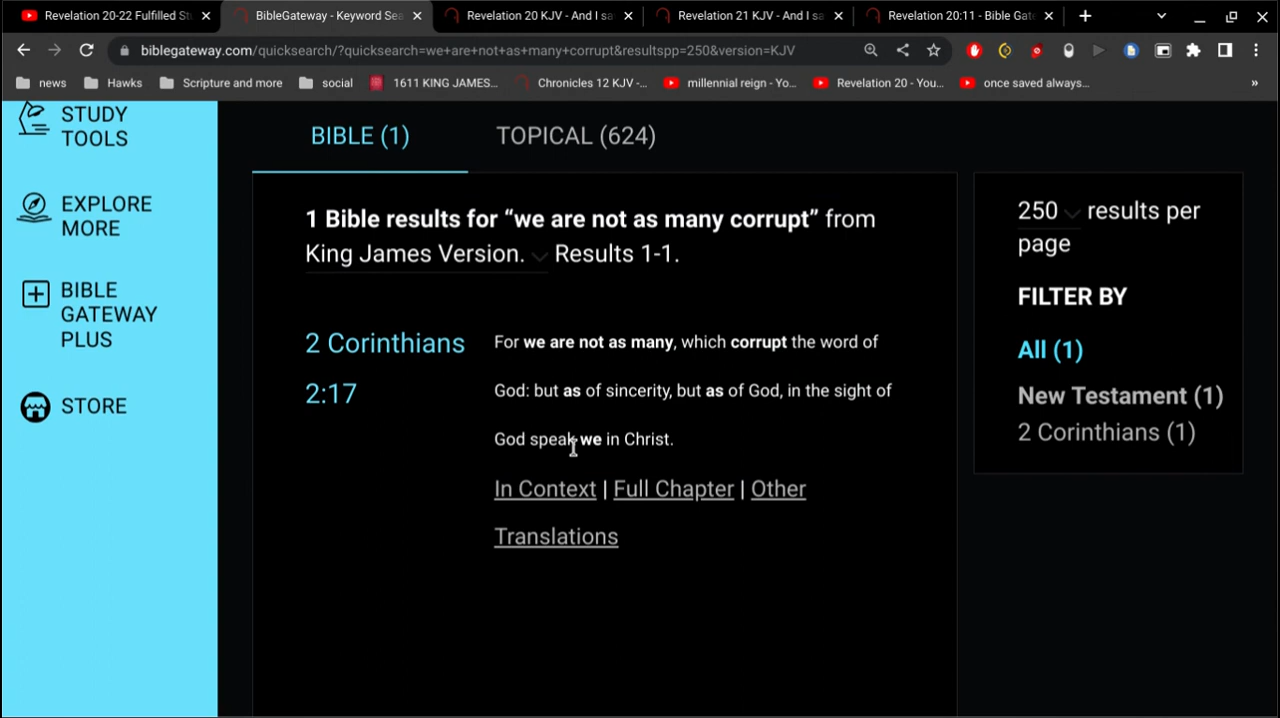 Revelation 20-22 Fulfilled St
BibleGateway - Keyword Sea
Revelation 20 KJV - And I sa
Revelation 21 KJV - And I sa
Revelation 20:11 - Bible Gate
biblegateway.com/quicksearch/?quicksearch=we+are+not+as+many+corrupt&resultspp=250&version=KJV
news
Hawks
Scripture and more
social
1611 KING JAMES...
Chronicles 12 KJV -...
millennial reign - Yo...
Revelation 20 - You...
once saved always...
»
STUDY
TOOLS
EXPLORE
MORE
BIBLE
GATEWAY
PLUS
STORE
BIBLE (1)
TOPICAL (624)
1 Bible results for “we are not as many corrupt” from
King James Version. Results 1-1.
2 Corinthians
2:17
For we are not as many, which corrupt the word of
God: but as of sincerity, but as of God, in the sight of
God speak we in Christ.
In Context | Full Chapter | Other
Translations
250 results per
page
FILTER BY
All (1)
New Testament (1)
2 Corinthians (1)